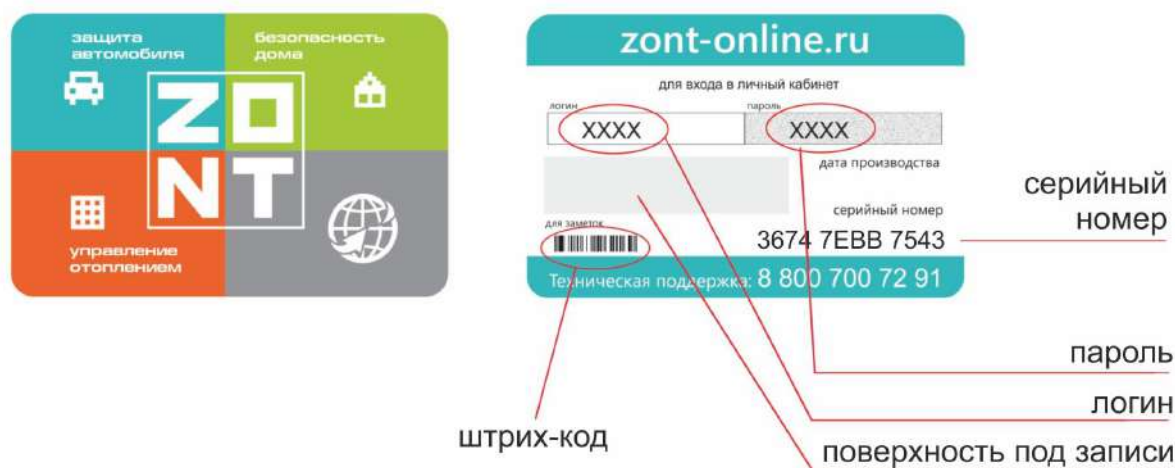 защита
автомобиля
безопасность
дома
ZO
NT
управление
отоплением
zont-online.ru
для входа в личный кабинет
логин
пароль
XXXX
XXXX
дата производства
серийный номер
для заметок
3674 7EBB 7543
Техническая поддержка: 8 800 700 72 91
серийный
номер
пароль
логин
штрих-код
поверхность под записи